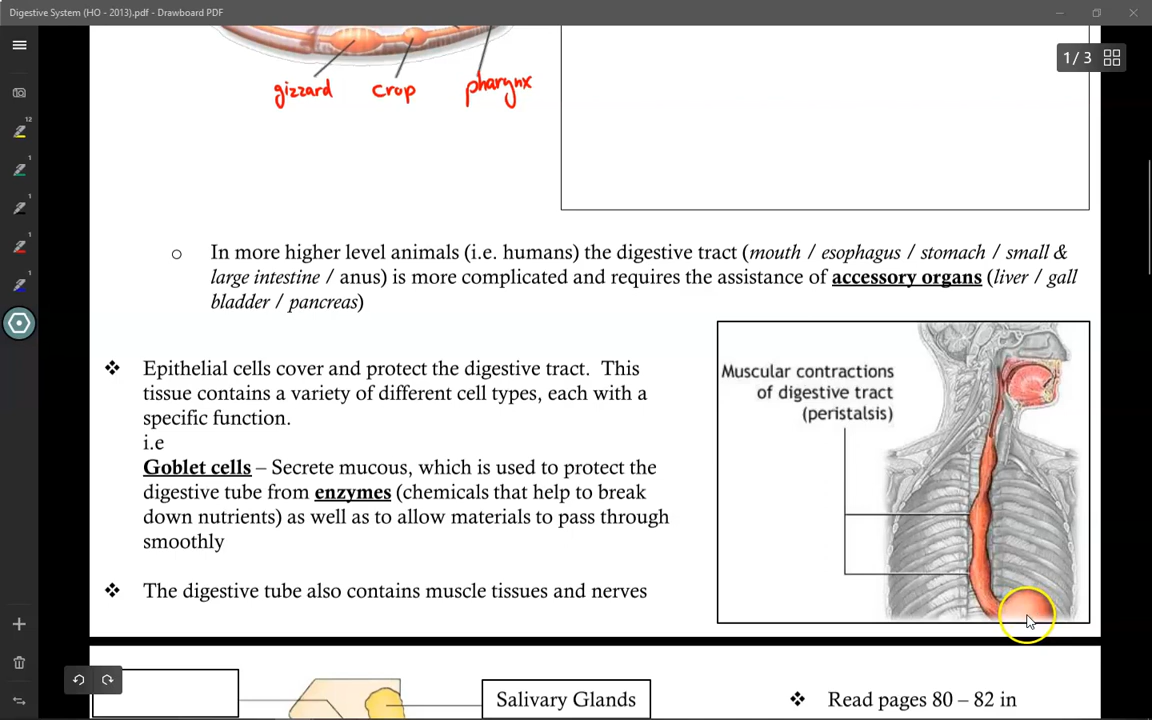 Digestive System (HO - 2013).pdf - Drawboard PDF
1 / 3
12
1
1
1
1
gizzard crop pharynx
o In more higher level animals (i.e. humans) the digestive tract (mouth / esophagus / stomach / small &
large intestine / anus) is more complicated and requires the assistance of accessory organs (liver / gall
bladder / pancreas)
❖ Epithelial cells cover and protect the digestive tract. This
tissue contains a variety of different cell types, each with a
specific function.
i.e
Goblet cells – Secrete mucous, which is used to protect the
digestive tube from enzymes (chemicals that help to break
down nutrients) as well as to allow materials to pass through
smoothly
❖ The digestive tube also contains muscle tissues and nerves
Muscular contractions
of digestive tract
(peristalsis)
Salivary Glands
❖ Read pages 80 – 82 in